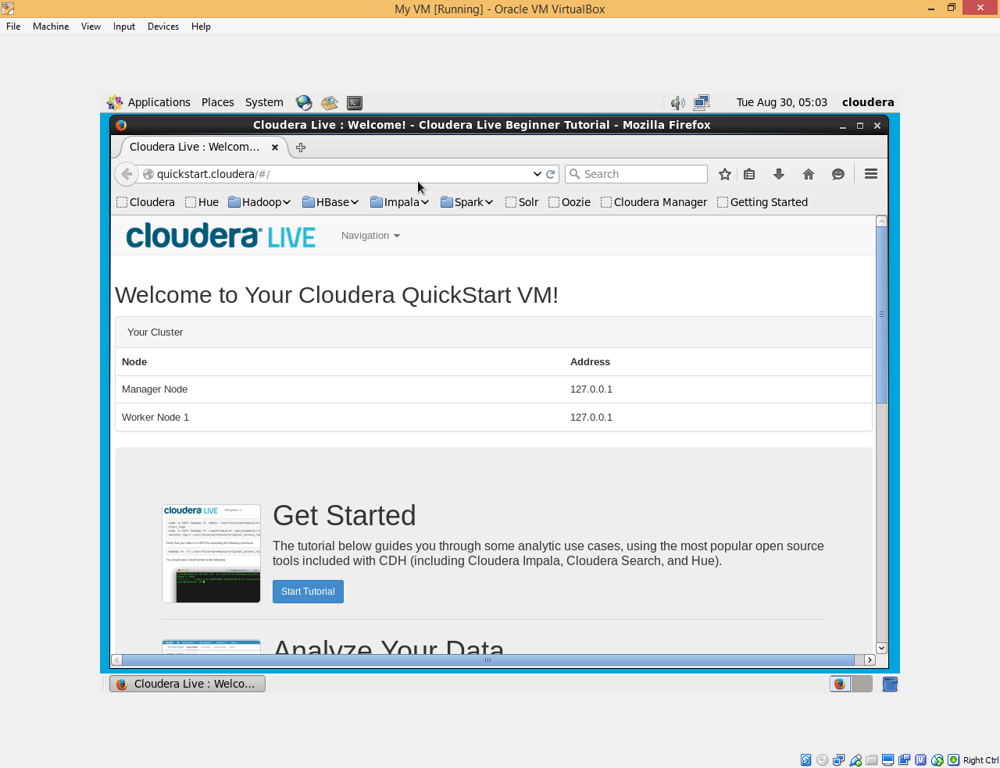 My VM [Running] - Oracle VM VirtualBox
File Machine View Input Devices Help
Applications Places System Tue Aug 30, 05:03 cloudera
Cloudera Live : Welcome! - Cloudera Live Beginner Tutorial - Mozilla Firefox
Cloudera Live : Welcom...
quickstart.cloudera/#/ Search
Cloudera Hue Hadoop HBase Impala Spark Solr Oozie Cloudera Manager Getting Started
cloudera LIVE Navigation
Welcome to Your Cloudera QuickStart VM!
Your Cluster
Node Address
Manager Node 127.0.0.1
Worker Node 1 127.0.0.1
cloudera LIVE Navigation
Get Started
The tutorial below guides you through some analytic use cases, using the most popular open source
tools included with CDH (including Cloudera Impala, Cloudera Search, and Hue).
Start Tutorial
Analyze Your Data
Cloudera Live : Welco...
Right Ctrl